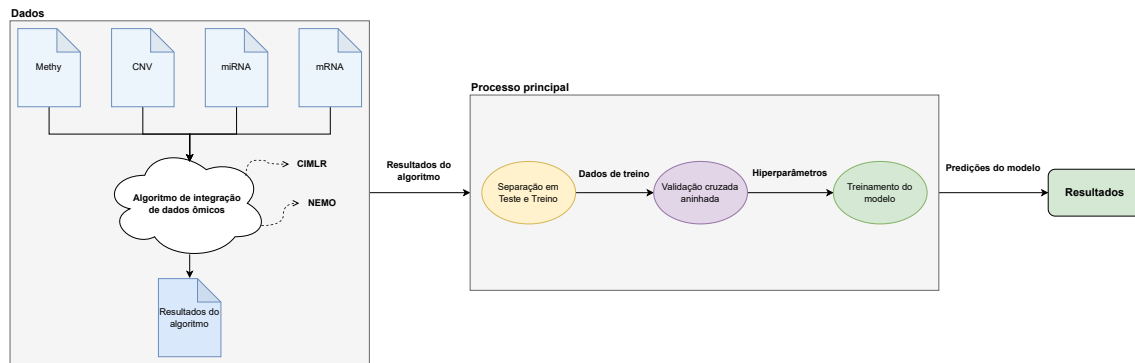 Dados
Methy
CNV
miRNA
mRNA
CIMLR
Algoritmo de integração
de dados ômicos
NEMO
Resultados do
algoritmo
Resultados do
algoritmo
Processo principal
Separação em
Teste e Treino
Dados de treino
Validação cruzada
aninhada
Hiperparâmetros
Treinamento do
modelo
Predições do modelo
Resultados